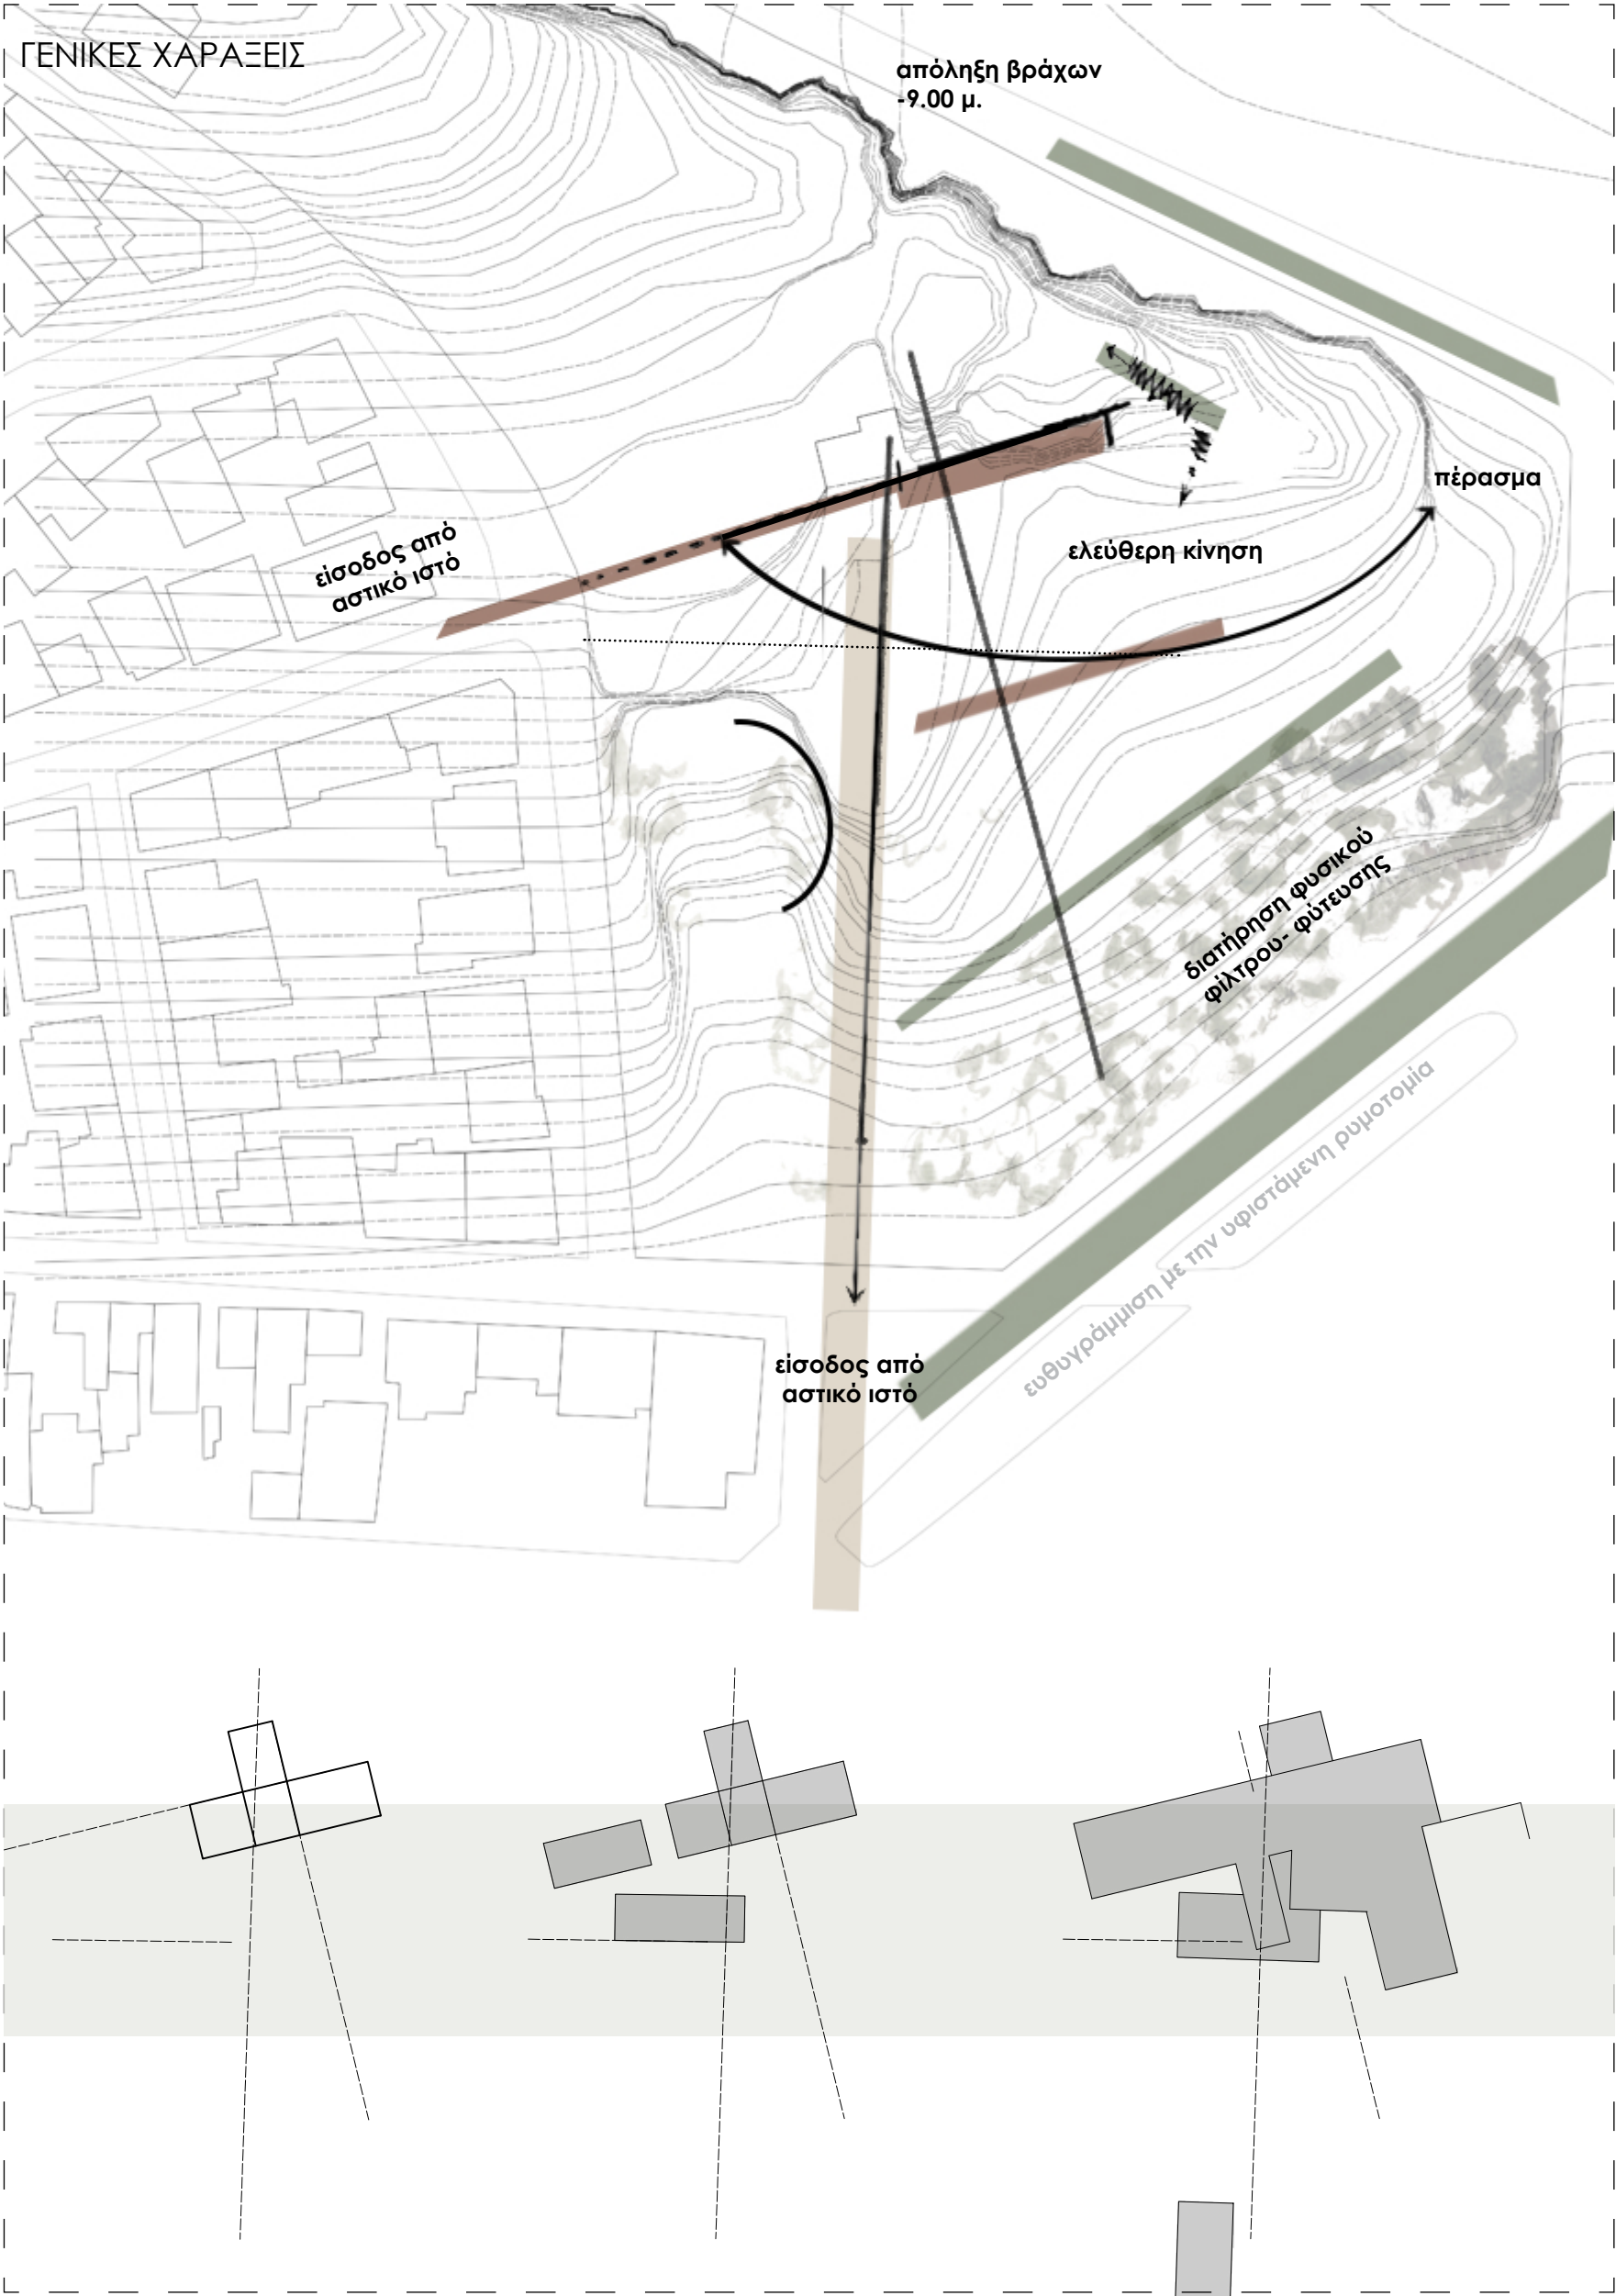 ΓΕΝΙΚΕΣ ΧΑΡΑΞΕΙΣ
απόληξη βράχων
-9.00 μ.
πέρασμα
είσοδος από
αστικό ιστό
ελεύθερη κίνηση
διατήρηση φυσικού
φίλτρου- φύτευσης
ευθυγράμμιση με την υφιστάμενη ρυμοτομία
είσοδος από
αστικό ιστό